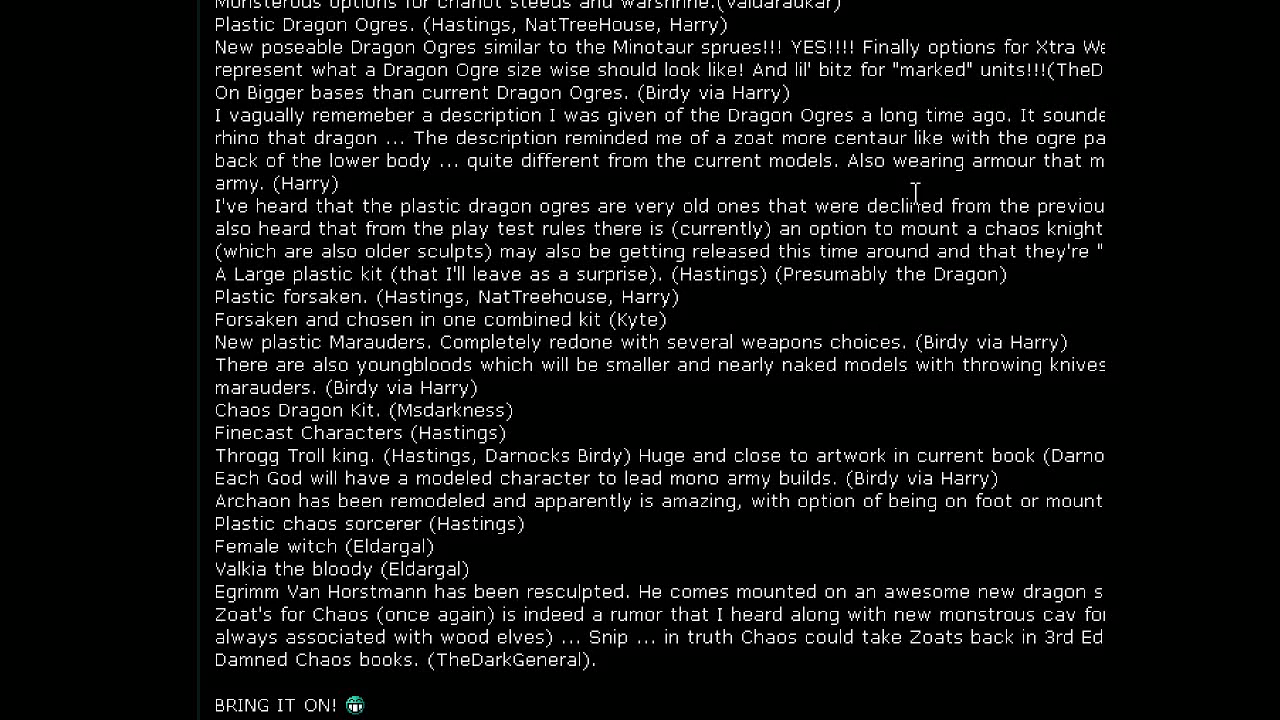 Monsterous options for chariot steeds and warshrine.(Valdaraukar)
Plastic Dragon Ogres. (Hastings, NatTreeHouse, Harry)
New poseable Dragon Ogres similar to the Minotaur sprues!!! YES!!!! Finally options for Xtra We
represent what a Dragon Ogre size wise should look like! And lil' bitz for "marked" units!!!(TheD
On Bigger bases than current Dragon Ogres. (Birdy via Harry)
I vagually rememeber a description I was given of the Dragon Ogres a long time ago. It sounde
rhino that dragon ... The description reminded me of a zoat more centaur like with the ogre pa
back of the lower body ... quite different from the current models. Also wearing armour that m
army. (Harry)
I've heard that the plastic dragon ogres are very old ones that were declined from the previou
also heard that from the play test rules there is (currently) an option to mount a chaos knight
(which are also older sculpts) may also be getting released this time around and that they're "
A Large plastic kit (that I'll leave as a surprise). (Hastings) (Presumably the Dragon)
Plastic forsaken. (Hastings, NatTreehouse, Harry)
Forsaken and chosen in one combined kit (Kyte)
New plastic Marauders. Completely redone with several weapons choices. (Birdy via Harry)
There are also youngbloods which will be smaller and nearly naked models with throwing knives
marauders. (Birdy via Harry)
Chaos Dragon Kit. (Msdarkness)
Finecast Characters (Hastings)
Throgg Troll king. (Hastings, Darnocks Birdy) Huge and close to artwork in current book (Darno
Each God will have a modeled character to lead mono army builds. (Birdy via Harry)
Archaon has been remodeled and apparently is amazing, with option of being on foot or mount
Plastic chaos sorcerer (Hastings)
Female witch (Eldargal)
Valkia the bloody (Eldargal)
Egrimm Van Horstmann has been resculpted. He comes mounted on an awesome new dragon s
Zoat's for Chaos (once again) is indeed a rumor that I heard along with new monstrous cav for
always associated with wood elves) ... Snip ... in truth Chaos could take Zoats back in 3rd Ed
Damned Chaos books. (TheDarkGeneral).
BRING IT ON!